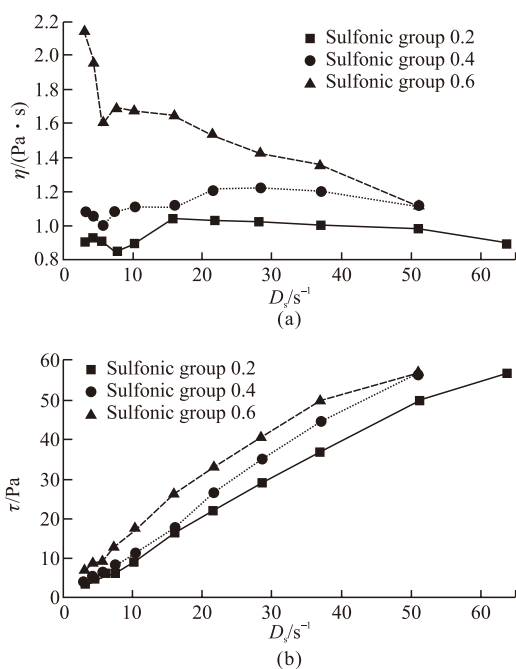 2.2
2.0
1.8
1.6
1.4
1.2
1.0
0.8
η/(Pa • s)
Sulfonic group 0.2
Sulfonic group 0.4
Sulfonic group 0.6
0 10 20 30 40 50 60
Ds/s⁻¹
(a)
60
50
40
30
20
10
0
τ/Pa
Sulfonic group 0.2
Sulfonic group 0.4
Sulfonic group 0.6
0 10 20 30 40 50 60
Ds/s⁻¹
(b)